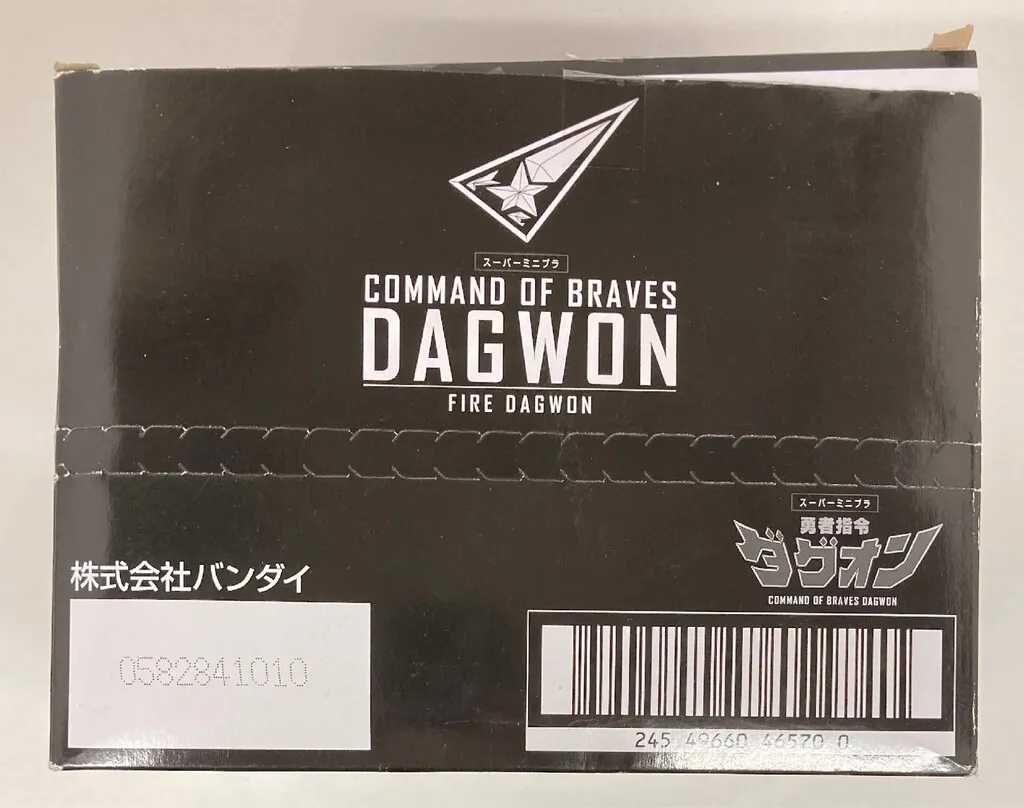 スーパーミニプラ
COMMAND OF BRAVES
DAGWON
FIRE DAGWON
スーパーミニプラ
勇者指令
ダグオン
COMMAND OF BRAVES DAGWON
株式会社バンダイ
0582841010
245 49660 46570 0